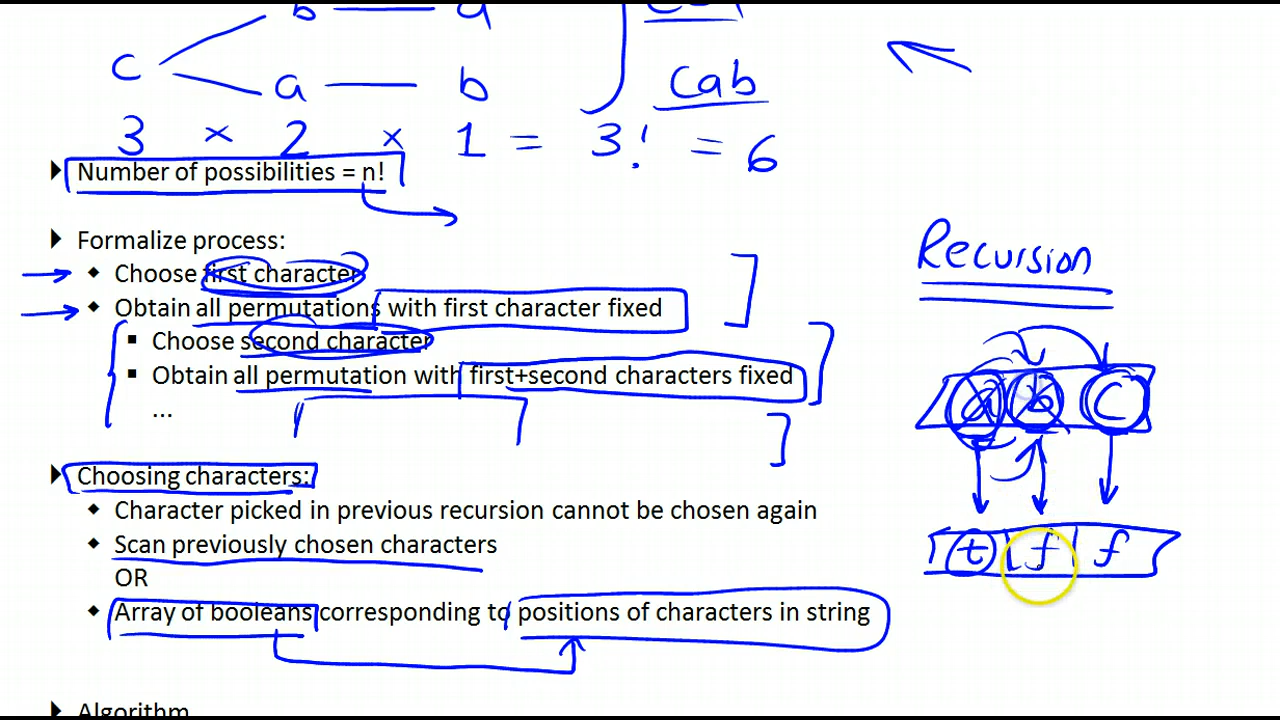 b — a
c
a — b
cab
3 × 2 × 1 = 3! = 6
Number of possibilities = n!
Formalize process:
Choose first character
Obtain all permutations with first character fixed
Choose second character
Obtain all permutation with first+second characters fixed
...
Choosing characters:
Character picked in previous recursion cannot be chosen again
Scan previously chosen characters
OR
Array of booleans corresponding to positions of characters in string
Algorithm
Recursion
a b c
t f f